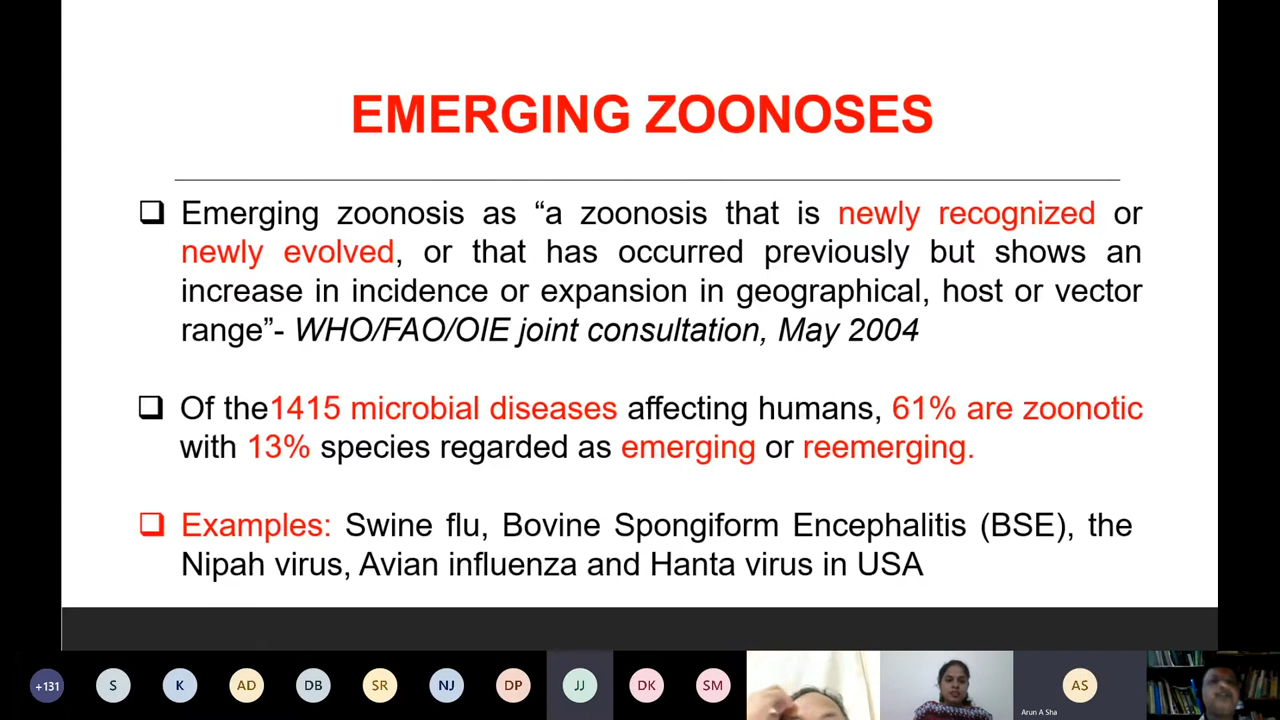 EMERGING ZOONOSES
Emerging zoonosis as “a zoonosis that is newly recognized or
newly evolved, or that has occurred previously but shows an
increase in incidence or expansion in geographical, host or vector
range”- WHO/FAO/OIE joint consultation, May 2004
Of the1415 microbial diseases affecting humans, 61% are zoonotic
with 13% species regarded as emerging or reemerging.
Examples: Swine flu, Bovine Spongiform Encephalitis (BSE), the
Nipah virus, Avian influenza and Hanta virus in USA
+131 S K AD DB SR NJ DP JJ DK SM AS
Arun A Sha